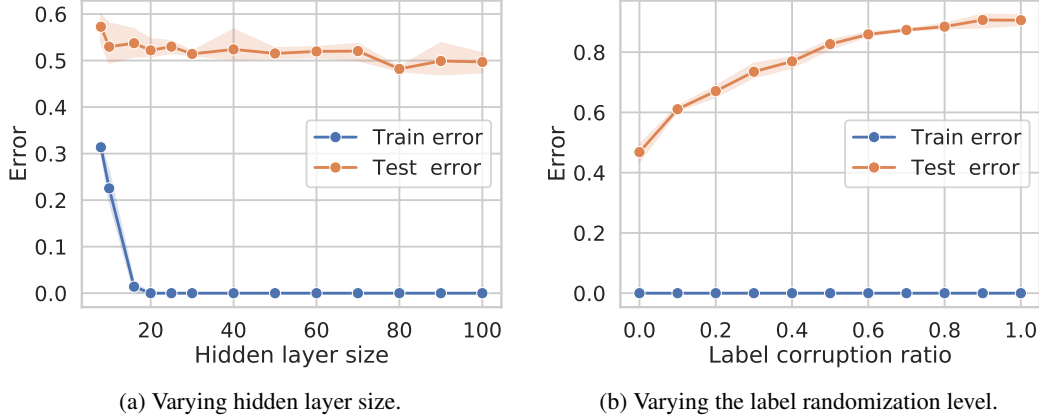 0.6
0.5
0.4
0.3
0.2
0.1
0.0
Error
Train error
Test error
20 40 60 80 100
Hidden layer size
(a) Varying hidden layer size.
0.8
0.6
0.4
0.2
0.0
Error
Train error
Test error
0.0 0.2 0.4 0.6 0.8 1.0
Label corruption ratio
(b) Varying the label randomization level.